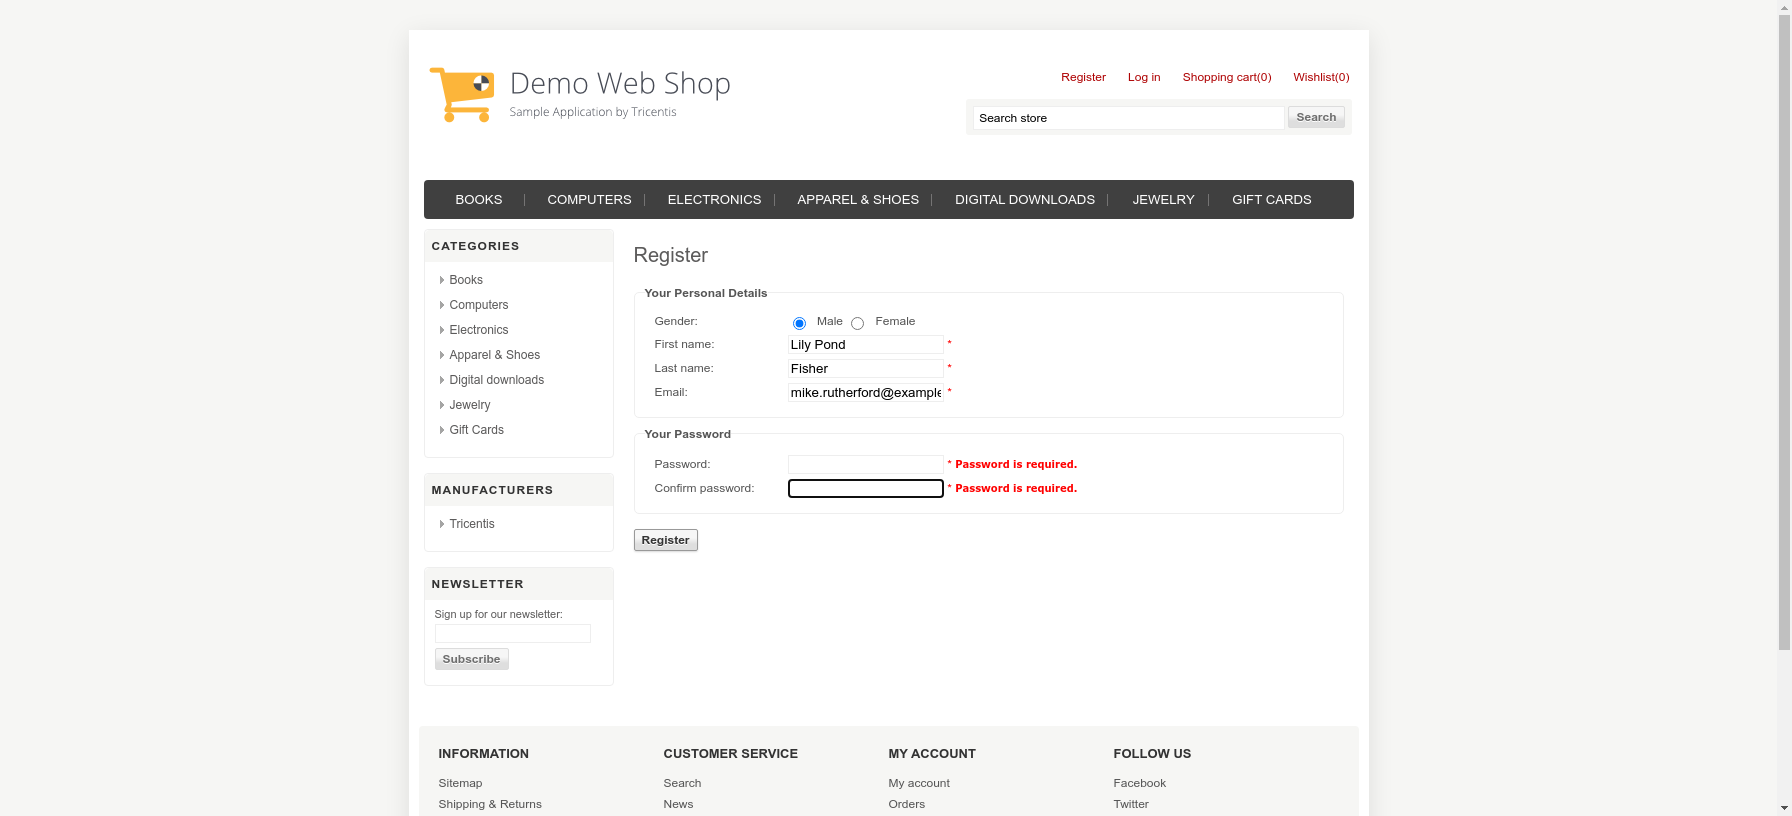 Demo Web Shop
Sample Application by Tricentis
Register Log in Shopping cart(0) Wishlist(0)
Search store Search
BOOKS COMPUTERS ELECTRONICS APPAREL & SHOES DIGITAL DOWNLOADS JEWELRY GIFT CARDS
CATEGORIES
Books
Computers
Electronics
Apparel & Shoes
Digital downloads
Jewelry
Gift Cards
MANUFACTURERS
Tricentis
NEWSLETTER
Sign up for our newsletter:
Subscribe
Register
Your Personal Details
Gender: Male Female
First name: Lily Pond *
Last name: Fisher *
Email: mike.rutherford@example *
Your Password
Password: * Password is required.
Confirm password: * Password is required.
Register
INFORMATION
Sitemap
Shipping & Returns
CUSTOMER SERVICE
Search
News
MY ACCOUNT
My account
Orders
FOLLOW US
Facebook
Twitter